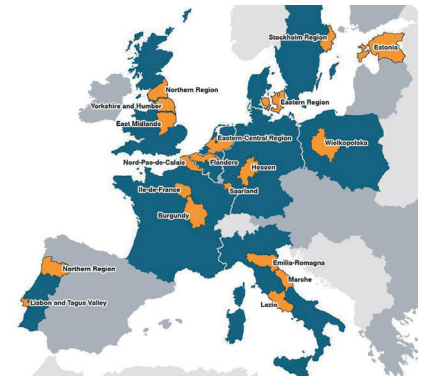 Stockholm Region
Estonia
Northern Region
Yorkshire and Humber
Eastern Region
East Midlands
Eastern-Central Region
Wielkopolska
Nord-Pas-de-Calais
Flanders
Hessen
Ile-de-France
Saarland
Burgundy
Emilia-Romagna
Northern Region
Marche
Lisbon and Tagus Valley
Lazio